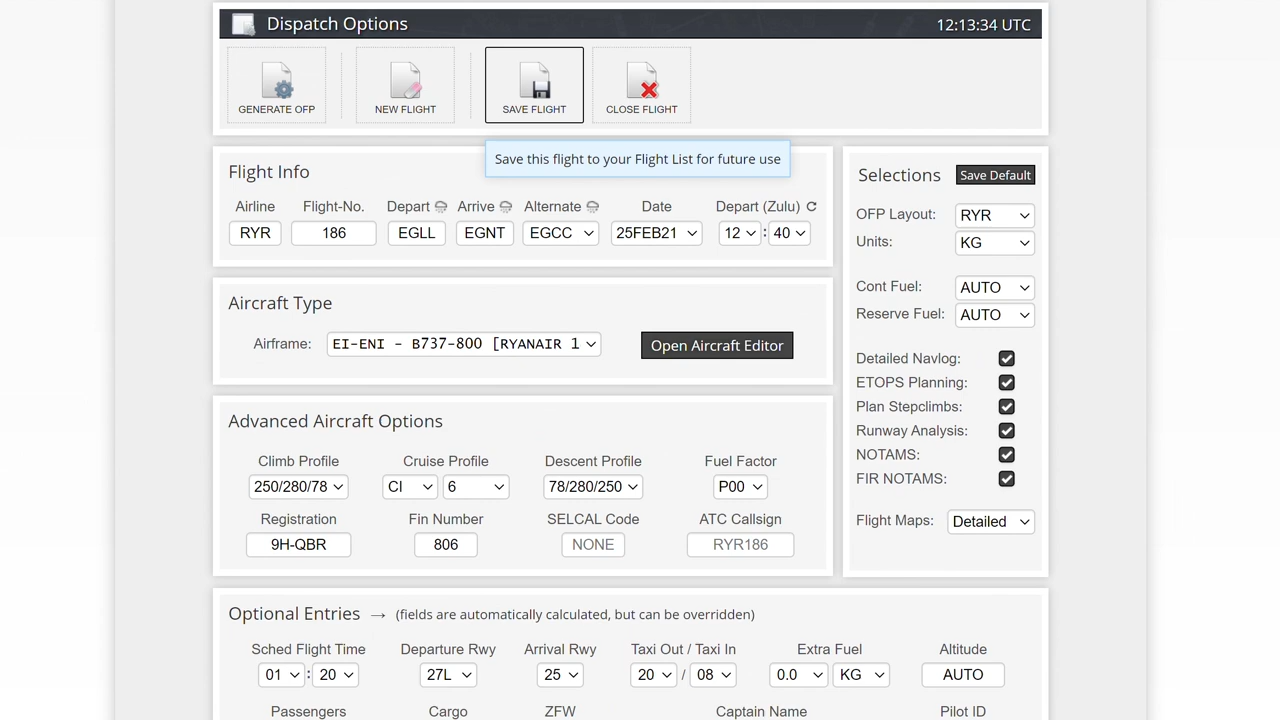 Dispatch Options
12:13:34 UTC
GENERATE OFP
NEW FLIGHT
SAVE FLIGHT
CLOSE FLIGHT
Save this flight to your Flight List for future use
Flight Info
Airline Flight-No. Depart Arrive Alternate Date Depart (Zulu)
RYR 186 EGLL EGNT EGCC 25FEB21 12 : 40
Aircraft Type
Airframe: EI-ENI - B737-800 [RYANAIR 1 Open Aircraft Editor
Advanced Aircraft Options
Climb Profile Cruise Profile Descent Profile Fuel Factor
250/280/78 CI 6 78/280/250 P00
Registration Fin Number SELCAL Code ATC Callsign
9H-QBR 806 NONE RYR186
Selections Save Default
OFP Layout: RYR
Units: KG
Cont Fuel: AUTO
Reserve Fuel: AUTO
Detailed Navlog:
ETOPS Planning:
Plan Stepclimbs:
Runway Analysis:
NOTAMS:
FIR NOTAMS:
Flight Maps: Detailed
Optional Entries → (fields are automatically calculated, but can be overridden)
Sched Flight Time Departure Rwy Arrival Rwy Taxi Out / Taxi In Extra Fuel Altitude
01 : 20 27L 25 20 / 08 0.0 KG AUTO
Passengers Cargo ZFW Captain Name Pilot ID